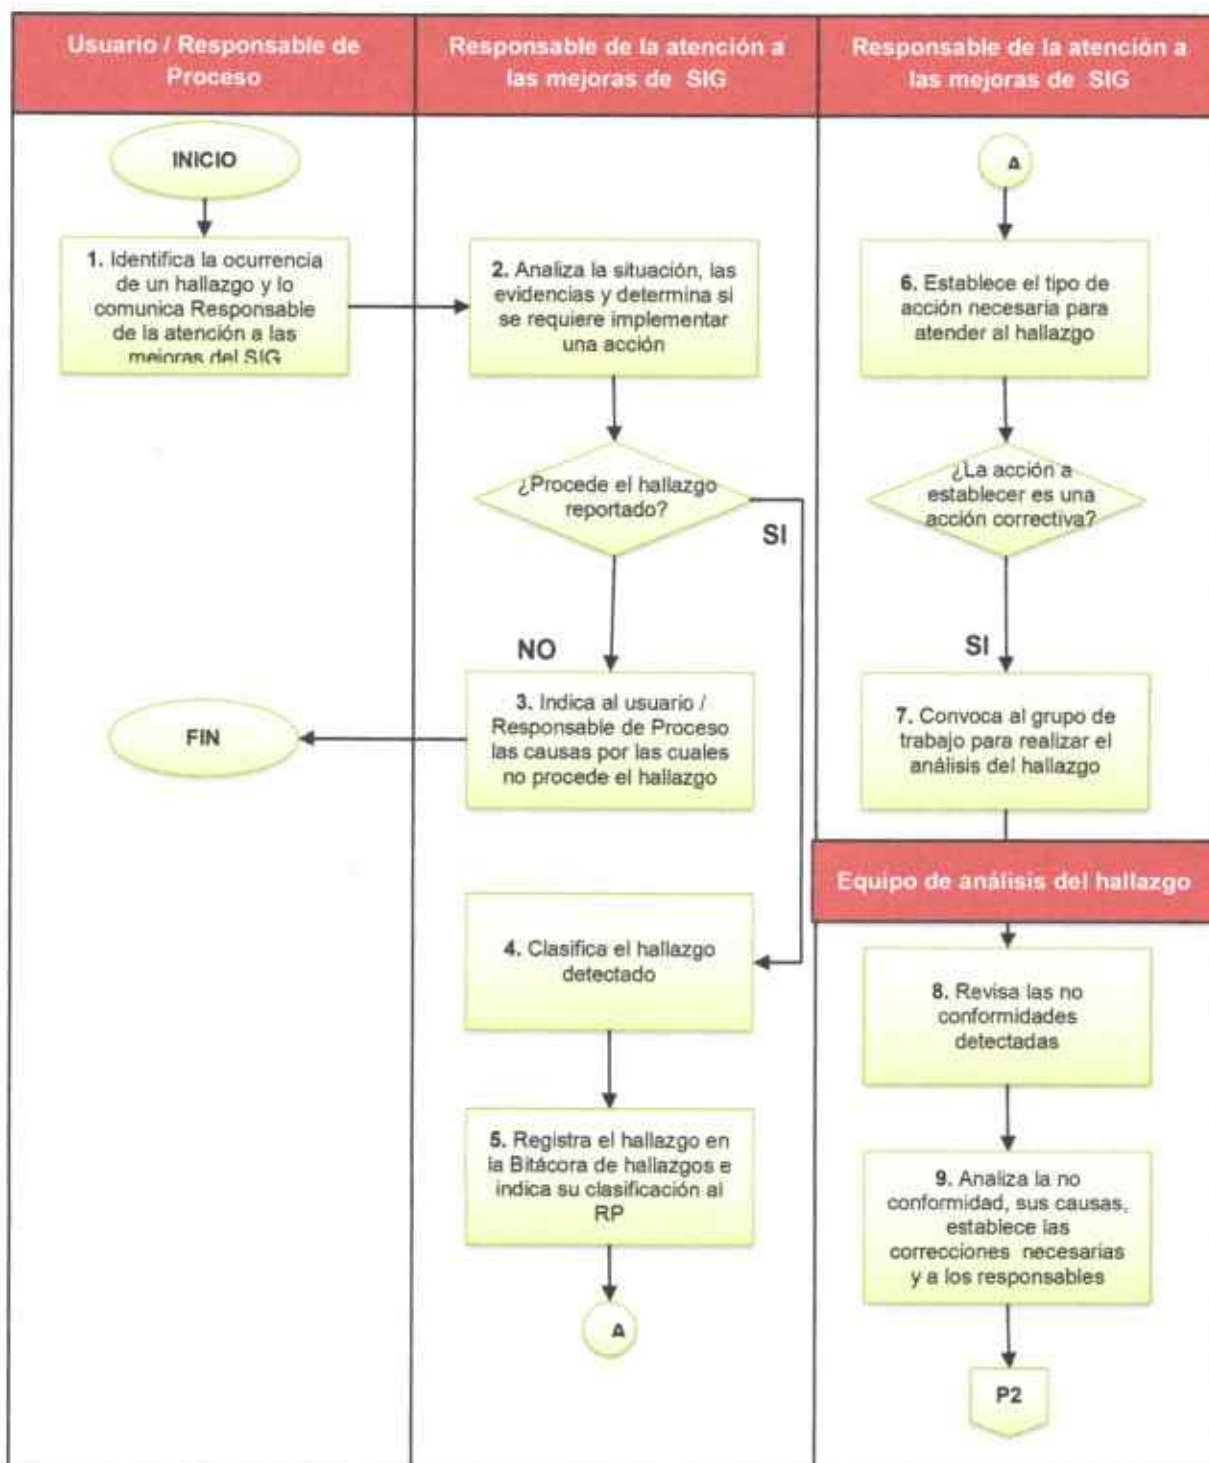 Usuario / Responsable de
Proceso
Responsable de la atención a
las mejoras de SIG
Responsable de la atención a
las mejoras de SIG
INICIO
1. Identifica la ocurrencia
de un hallazgo y lo
comunica Responsable
de la atención a las
mejoras del SIG
2. Analiza la situación, las
evidencias y determina si
se requiere implementar
una acción
¿Procede el hallazgo
reportado?
SI
NO
3. Indica al usuario /
Responsable de Proceso
las causas por las cuales
no procede el hallazgo
FIN
4. Clasifica el hallazgo
detectado
5. Registra el hallazgo en
la Bitácora de hallazgos e
indica su clasificación al
RP
A
A
6. Establece el tipo de
acción necesaria para
atender al hallazgo
¿La acción a
establecer es una
acción correctiva?
SI
7. Convoca al grupo de
trabajo para realizar el
análisis del hallazgo
Equipo de análisis del hallazgo
8. Revisa las no
conformidades
detectadas
9. Analiza la no
conformidad, sus causas,
establece las
correcciones necesarias
y a los responsables
P2